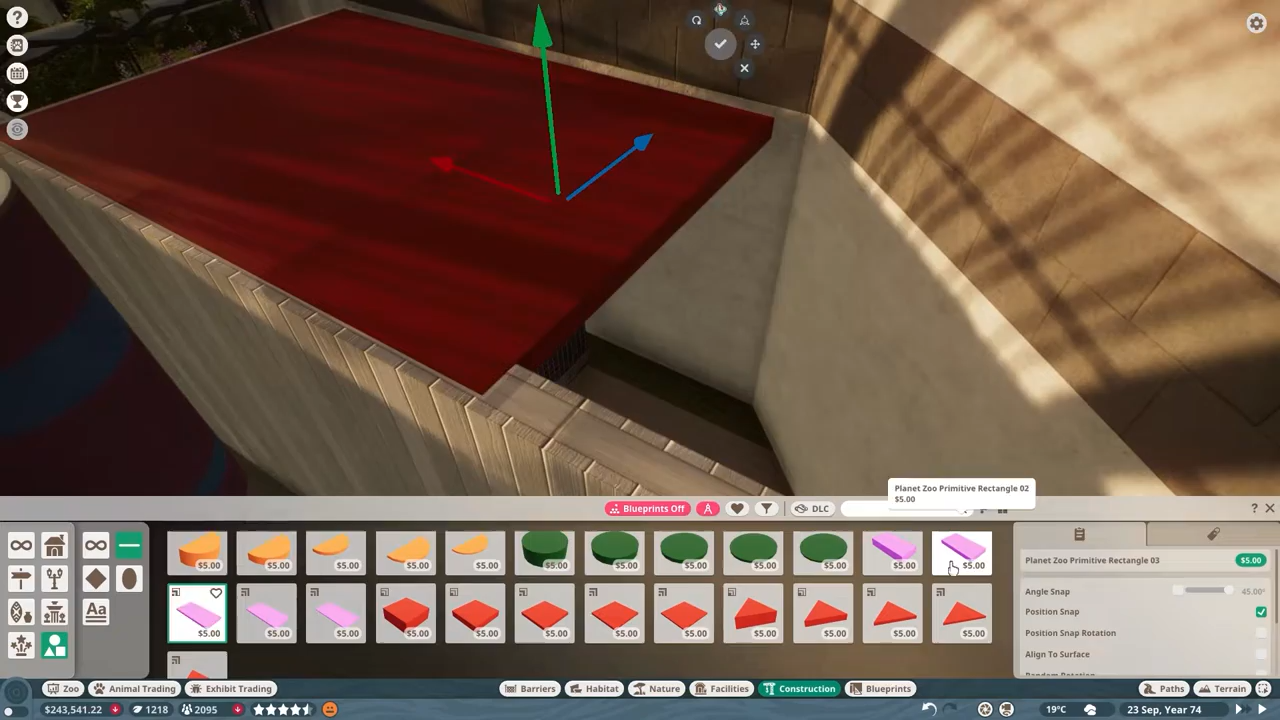 ?
Planet Zoo Primitive Rectangle 02
$5.00
Blueprints Off
DLC
?
$5.00 $5.00 $5.00 $5.00 $5.00 $5.00 $5.00 $5.00 $5.00 $5.00 $5.00 $5.00
$5.00 $5.00 $5.00 $5.00 $5.00 $5.00 $5.00 $5.00 $5.00 $5.00 $5.00 $5.00
Aa
Planet Zoo Primitive Rectangle 03 $5.00
Angle Snap 45.00°
Position Snap
Position Snap Rotation
Align To Surface
Random Rotation
Zoo Animal Trading Exhibit Trading Barriers Habitat Nature Facilities Construction Blueprints Paths Terrain
$243,541.22 1218 2095 19°C 23 Sep, Year 74